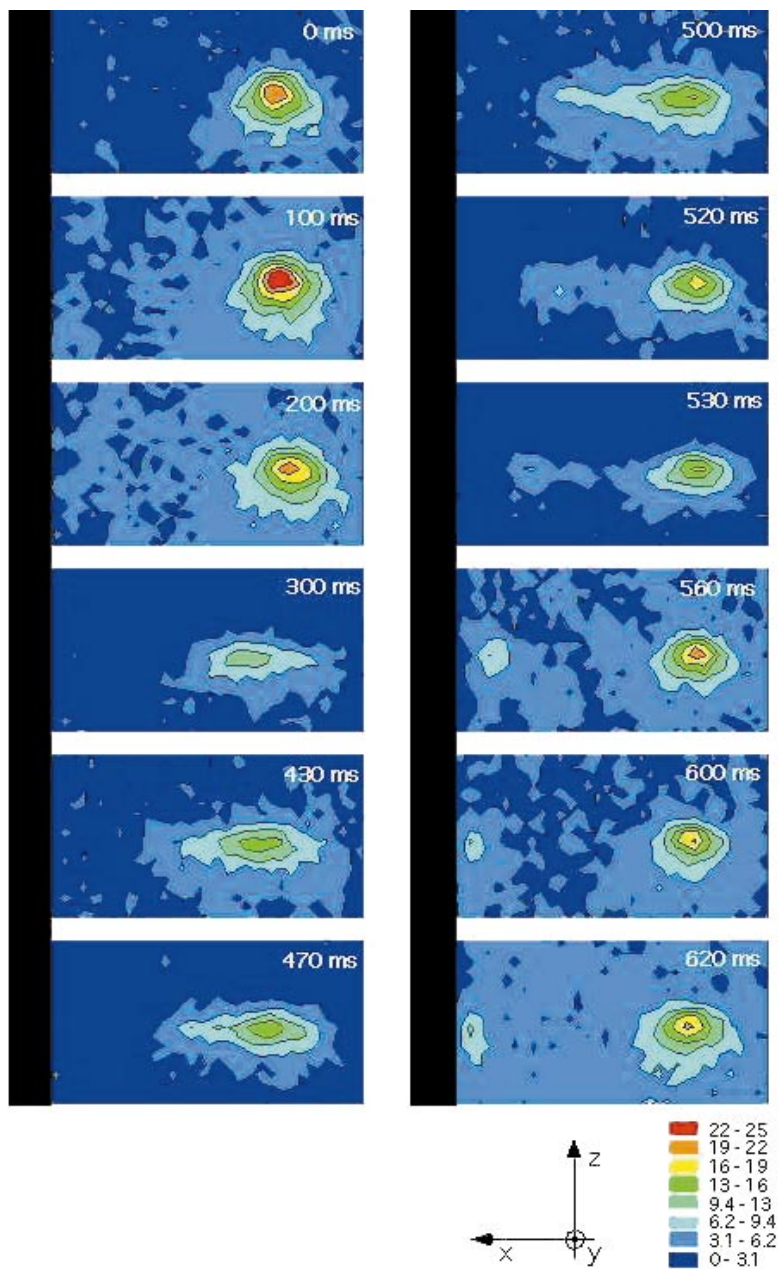 0 ms
100 ms
200 ms
300 ms
430 ms
470 ms
500 ms
520 ms
530 ms
560 ms
600 ms
620 ms
z
x
y
22 - 25
19 - 22
16 - 19
13 - 16
9.4 - 13
6.2 - 9.4
3.1 - 6.2
0 - 3.1